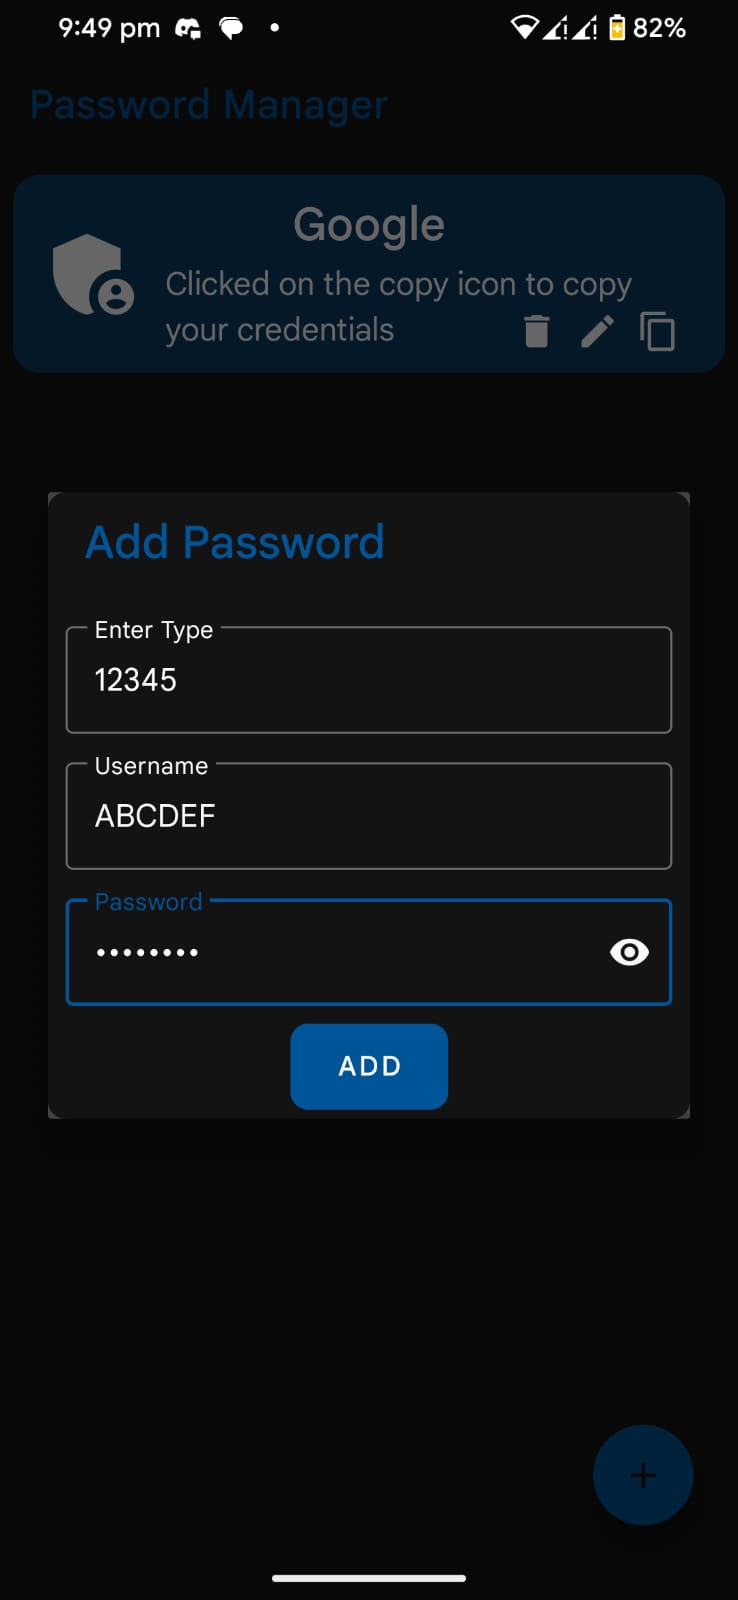 9:49 pm
82%
Password Manager
Google
Clicked on the copy icon to copy
your credentials
Add Password
Enter Type
12345
Username
ABCDEF
Password
••••••••
ADD
+